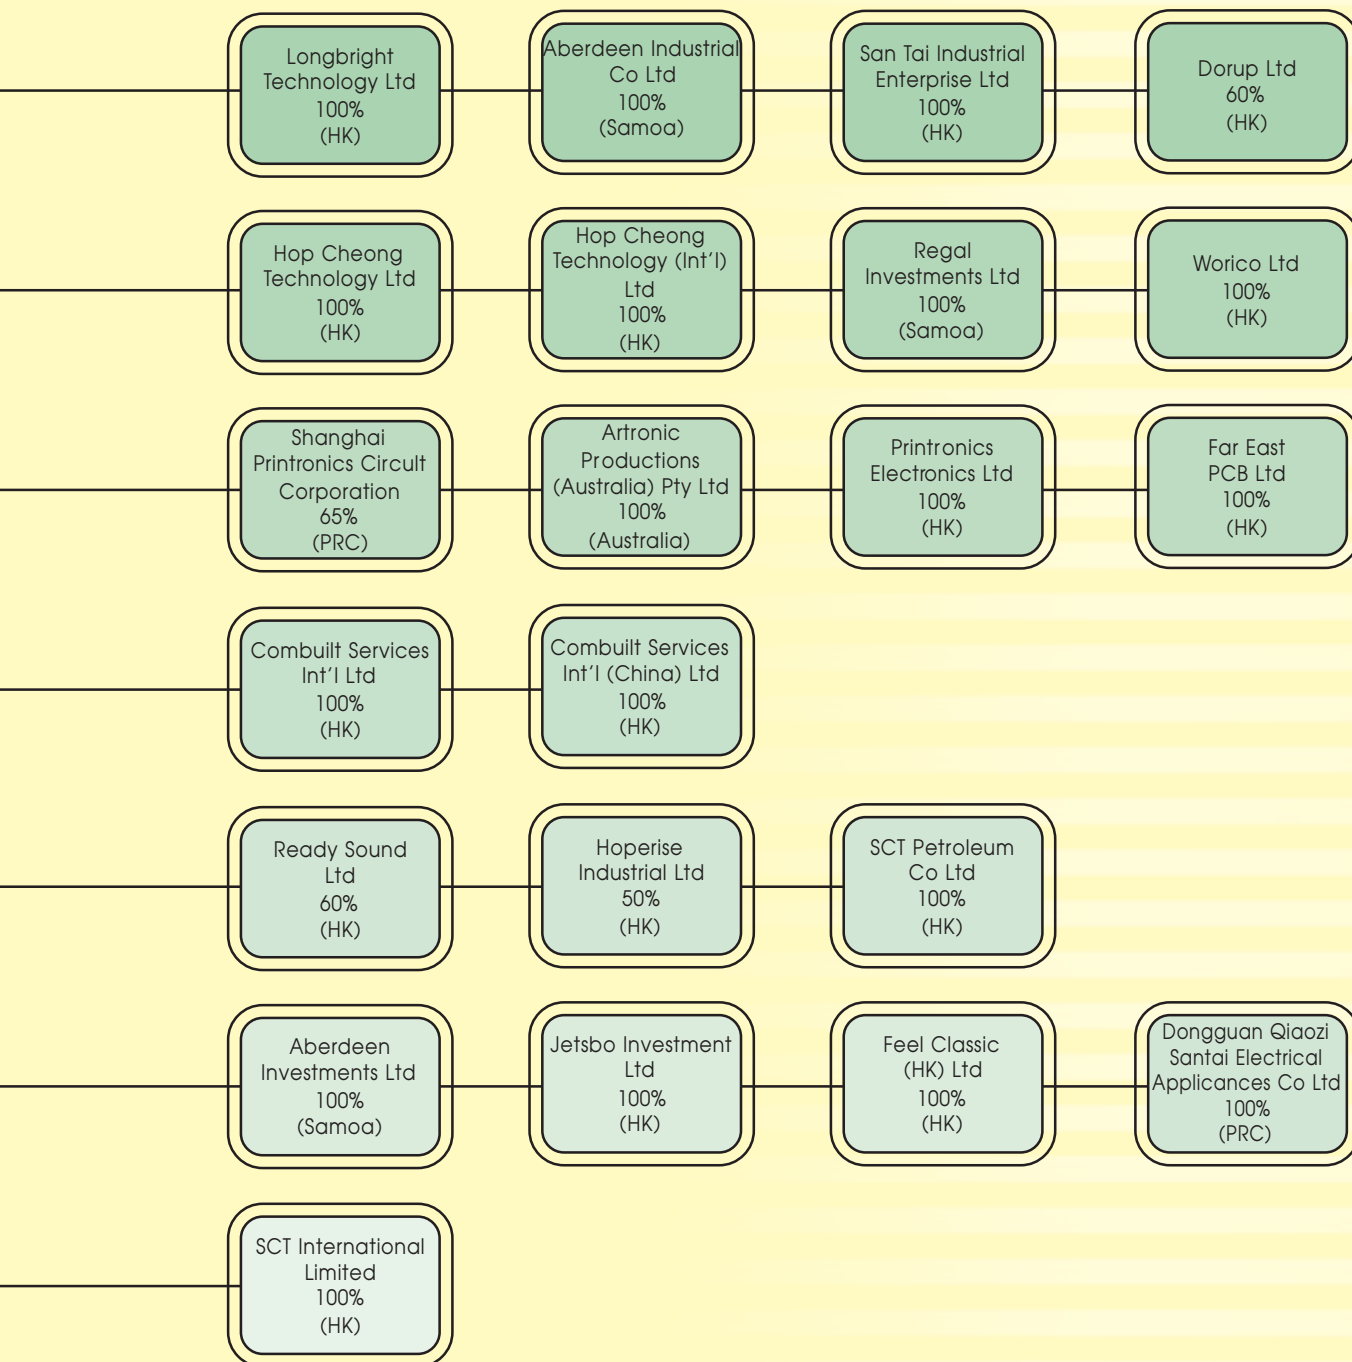 Longbright
Technology Ltd
100%
(HK)
Aberdeen Industrial
Co Ltd
100%
(Samoa)
San Tai Industrial
Enterprise Ltd
100%
(HK)
Dorup Ltd
60%
(HK)
Hop Cheong
Technology Ltd
100%
(HK)
Hop Cheong
Technology (Int'l)
Ltd
100%
(HK)
Regal
Investments Ltd
100%
(Samoa)
Worico Ltd
100%
(HK)
Shanghai
Printronics Circult
Corporation
65%
(PRC)
Artronic
Productions
(Australia) Pty Ltd
100%
(Australia)
Printronics
Electronics Ltd
100%
(HK)
Far East
PCB Ltd
100%
(HK)
Combuilt Services
Int'l Ltd
100%
(HK)
Combuilt Services
Int'l (China) Ltd
100%
(HK)
Ready Sound
Ltd
60%
(HK)
Hoperise
Industrial Ltd
50%
(HK)
SCT Petroleum
Co Ltd
100%
(HK)
Aberdeen
Investments Ltd
100%
(Samoa)
Jetsbo Investment
Ltd
100%
(HK)
Feel Classic
(HK) Ltd
100%
(HK)
Dongguan Qiaozi
Santai Electrical
Applicances Co Ltd
100%
(PRC)
SCT International
Limited
100%
(HK)